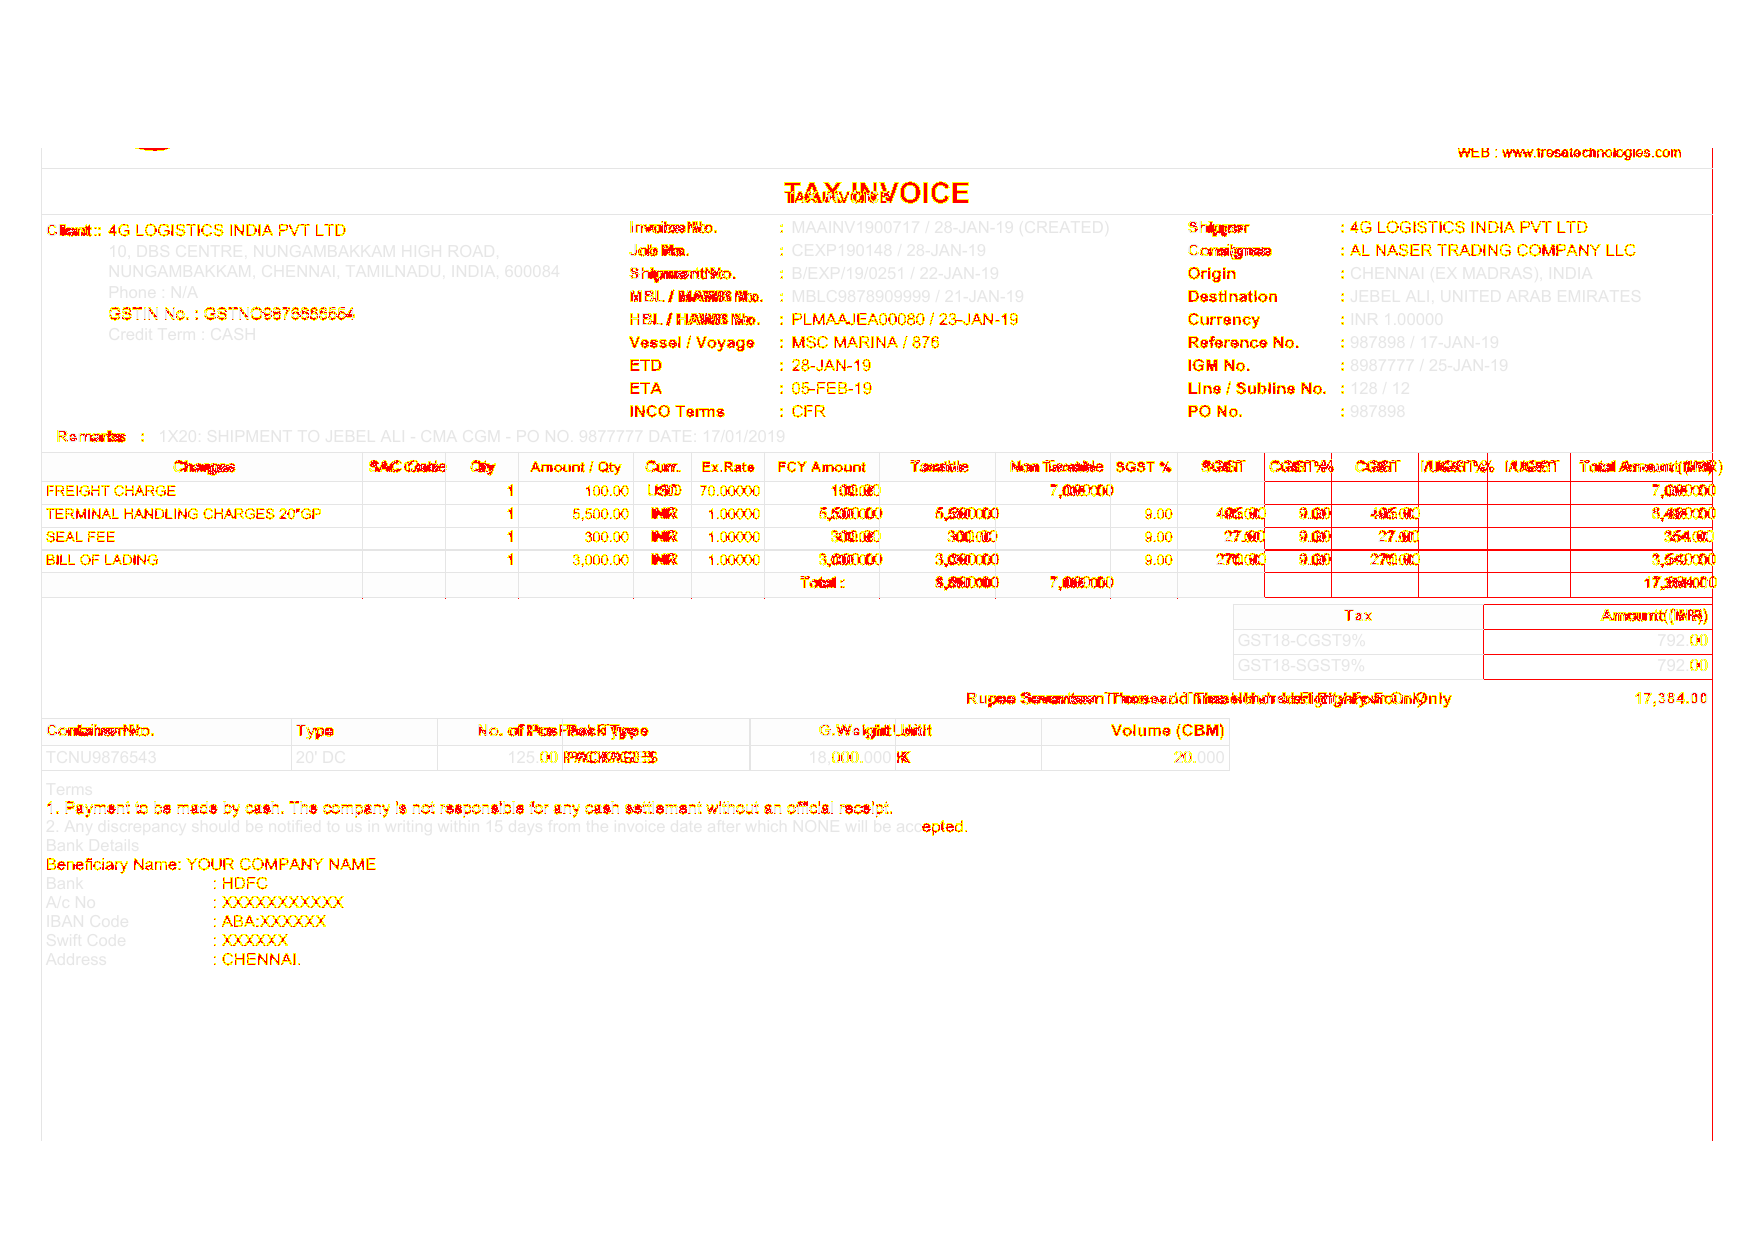 WEB : www.fresatechnologies.com
TAX INVOICE
Client : 4G LOGISTICS INDIA PVT LTD
10, DBS CENTRE, NUNGAMBAKKAM HIGH ROAD,
NUNGAMBAKKAM, CHENNAI, TAMILNADU, INDIA, 600084
Phone : N/A
GSTIN No. : GSTNO9876666654
Credit Term : CASH
Invoice No. : MAAINV1900717 / 28-JAN-19 (CREATED)
Job No. : CEXP190148 / 28-JAN-19
Shipment No. : B/EXP/19/0251 / 22-JAN-19
MBL / MAWB No. : MBLC9878909999 / 21-JAN-19
HBL / HAWB No. : PLMAAJEA00080 / 23-JAN-19
Vessel / Voyage : MSC MARINA / 876
ETD : 28-JAN-19
ETA : 05-FEB-19
INCO Terms : CFR
Shipper : 4G LOGISTICS INDIA PVT LTD
Consignee : AL NASER TRADING COMPANY LLC
Origin : CHENNAI (EX MADRAS), INDIA
Destination : JEBEL ALI, UNITED ARAB EMIRATES
Currency : INR 1.00000
Reference No. : 987898 / 17-JAN-19
IGM No. : 8987777 / 25-JAN-19
Line / Subline No. : 128 / 12
PO No. : 987898
Remarks : 1X20: SHIPMENT TO JEBEL ALI - CMA CGM - PO NO. 9877777 DATE: 17/01/2019
Charges SAC Code Qty Amount / Qty Curr. Ex.Rate FCY Amount Taxable Non Taxable SGST % SGST CGST % CGST IUGST % IUGST Total Amount (INR)
FREIGHT CHARGE 1 100.00 USD 70.00000 100.00 7,000.00 7,000.00
TERMINAL HANDLING CHARGES 20"GP 1 5,500.00 INR 1.00000 5,500.00 5,500.00 9.00 495.00 9.00 495.00 6,490.00
SEAL FEE 1 300.00 INR 1.00000 300.00 300.00 9.00 27.00 9.00 27.00 354.00
BILL OF LADING 1 3,000.00 INR 1.00000 3,000.00 3,000.00 9.00 270.00 9.00 270.00 3,540.00
Total : 8,800.00 7,000.00 17,384.00
Tax Amount (INR)
GST18-CGST9% 792.00
GST18-SGST9% 792.00
Rupee Seventeen Thousand Three Hundred Eighty Four Only 17,384.00
Container No. Type No. of Pcs Pack Type G.Weight Unit Volume (CBM)
TCNU9876543 20' DC 125.00 PACKAGES 18,000.000 20.000
Terms
1. Payment to be made by cash. The company is not responsible for any cash settlement without an official receipt.
2. Any discrepancy should be notified to us in writing within 15 days from the invoice date after which NONE will be accepted.
Bank Details
Beneficiary Name: YOUR COMPANY NAME
Bank : HDFC
A/c No : XXXXXXXXXXX
IBAN Code : ABA:XXXXXX
Swift Code : XXXXXX
Address : CHENNAI.